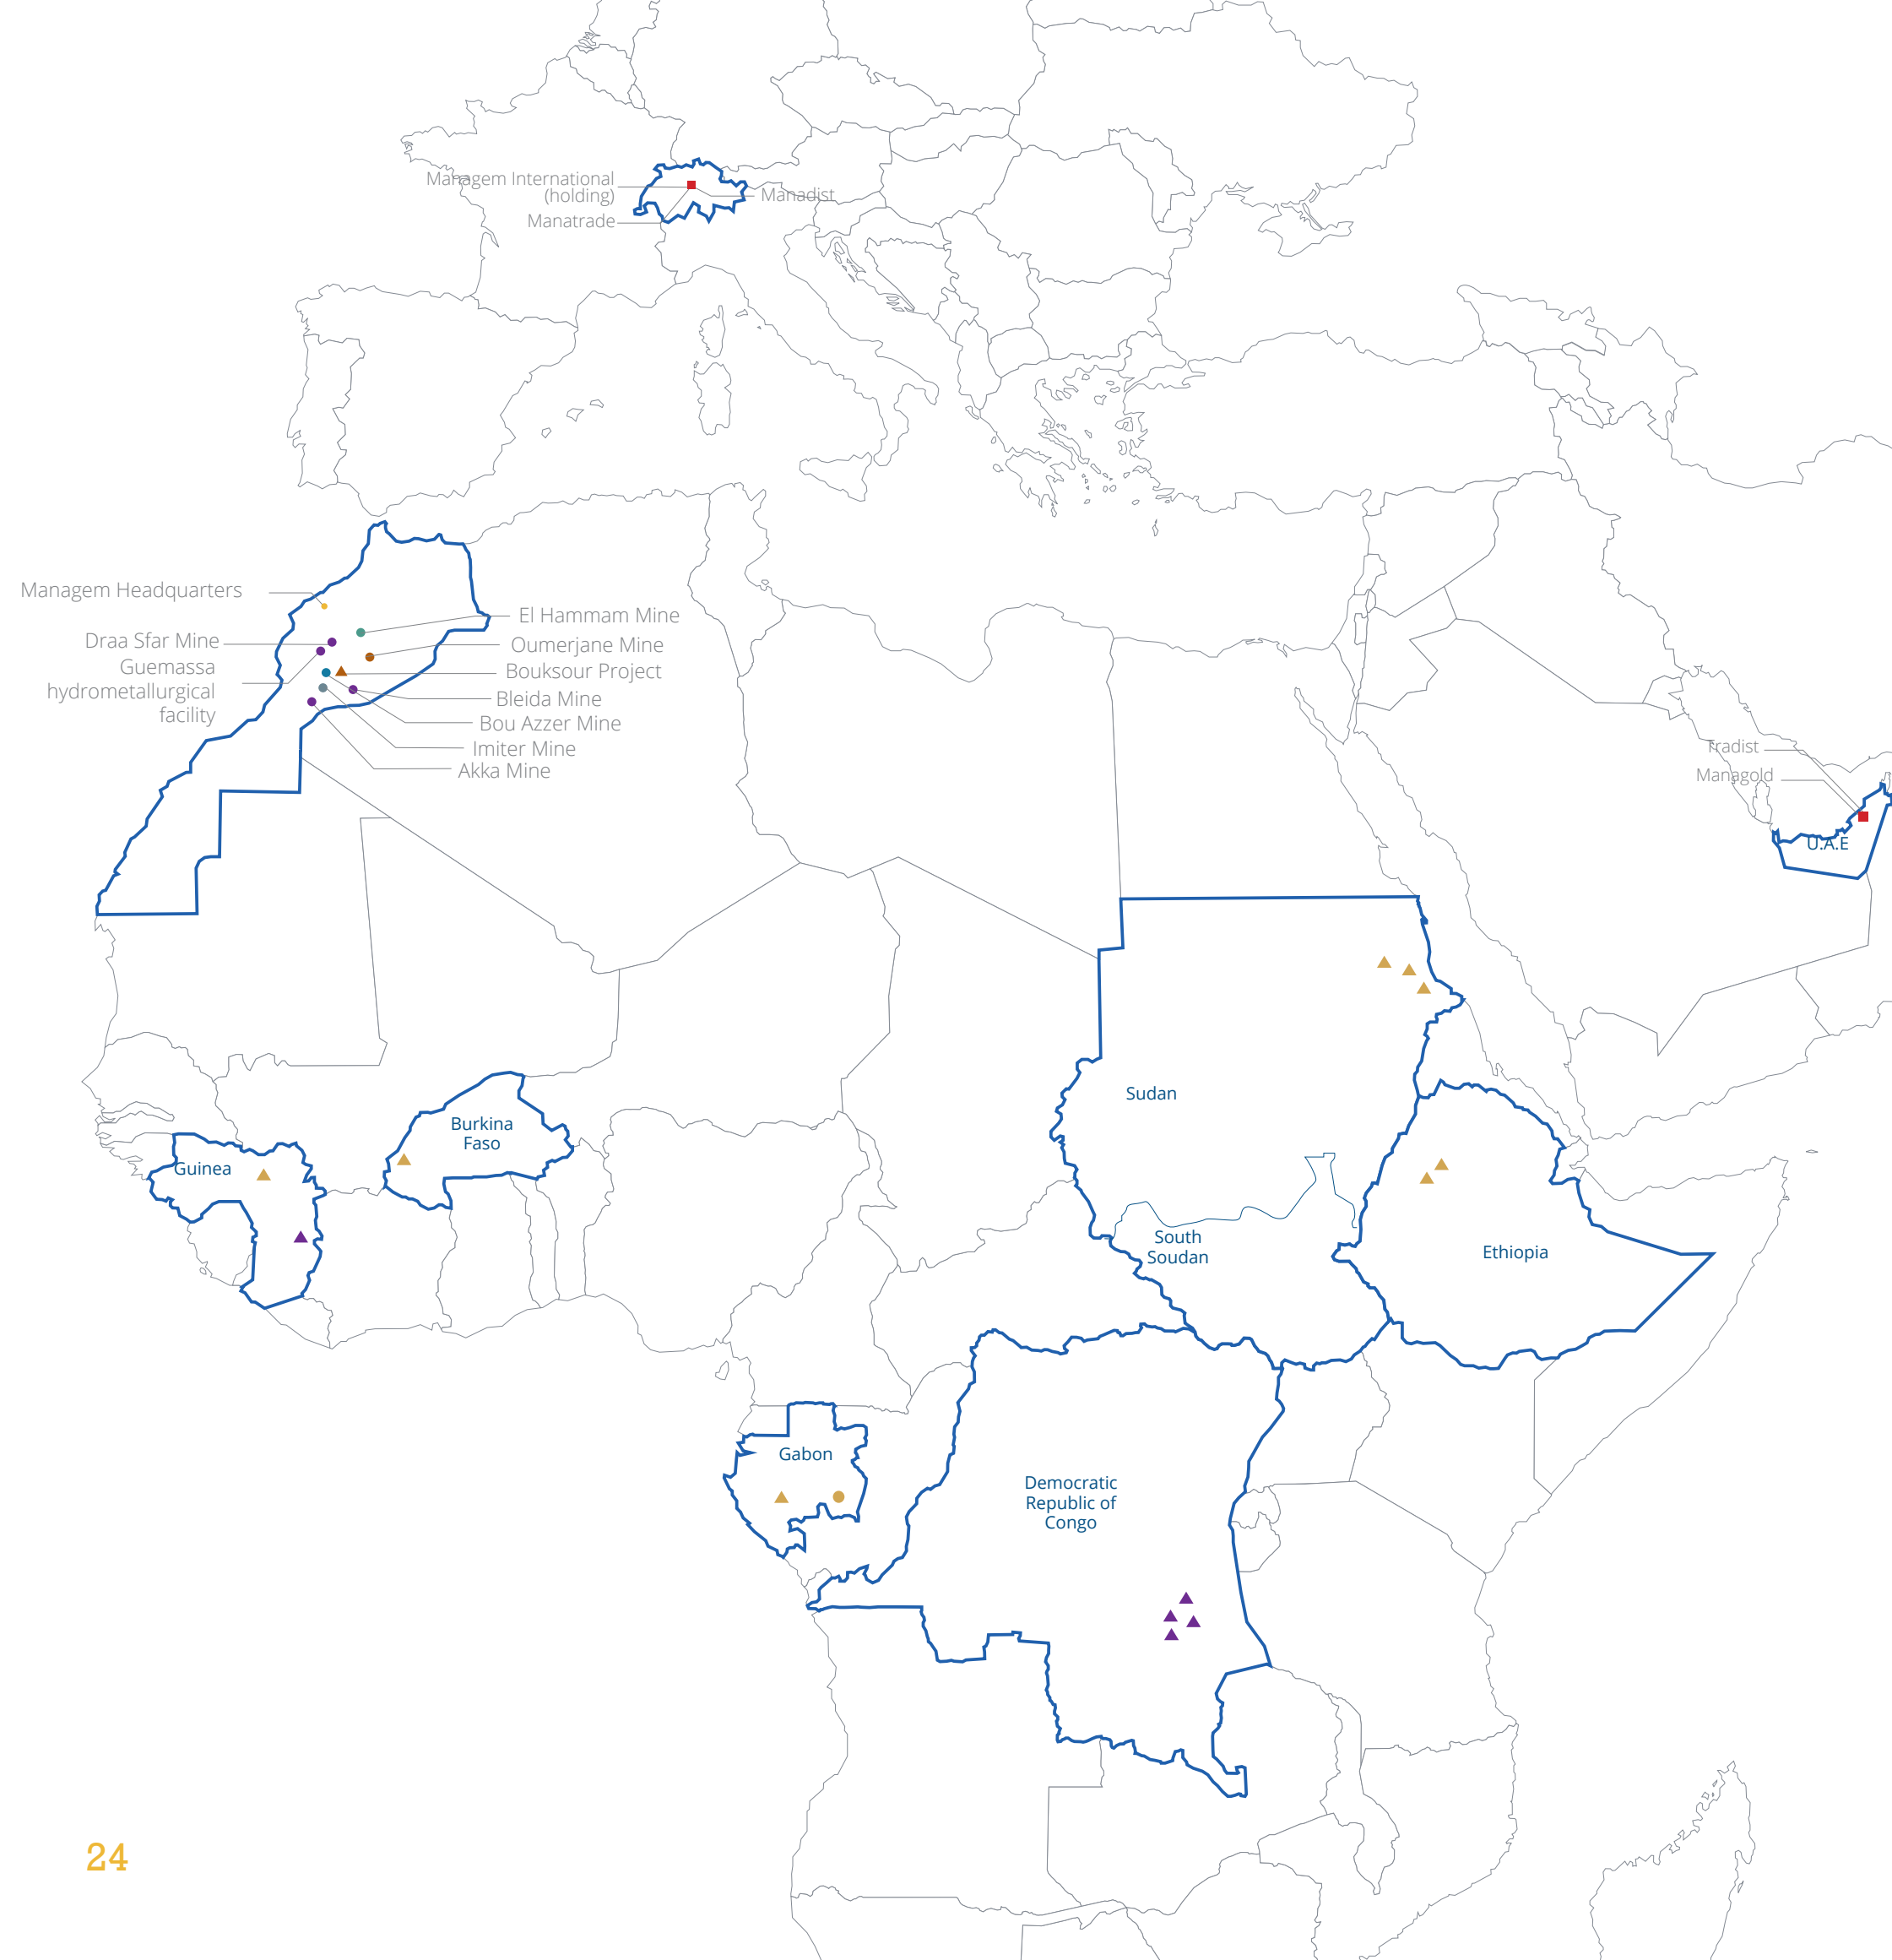 Managem International
(holding)
Manadist
Manatrade
Managem Headquarters
El Hammam Mine
Draa Sfar Mine
Oumerjane Mine
Guemassa
hydrometallurgical
facility
Bouksour Project
Bleida Mine
Bou Azzer Mine
Imiter Mine
Akka Mine
Tradist
Managold
U.A.E
Sudan
Burkina
Faso
Guinea
South
Soudan
Ethiopia
Gabon
Democratic
Republic of
Congo
24